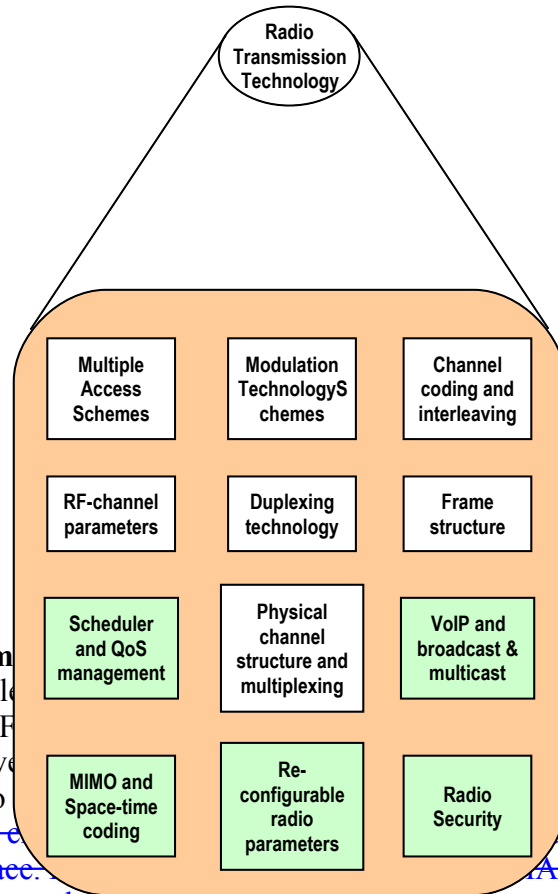 Radio
Transmission
Technology
Multiple
Access
Schemes
Modulation
TechnologyS
chemes
Channel
coding and
interleaving
RF-channel
parameters
Duplexing
technology
Frame
structure
Scheduler
and QoS
management
Physical
channel
structure and
multiplexing
VoIP and
broadcast &
multicast
MIMO and
Space-time
coding
Re-
configurable
radio
parameters
Radio
Security